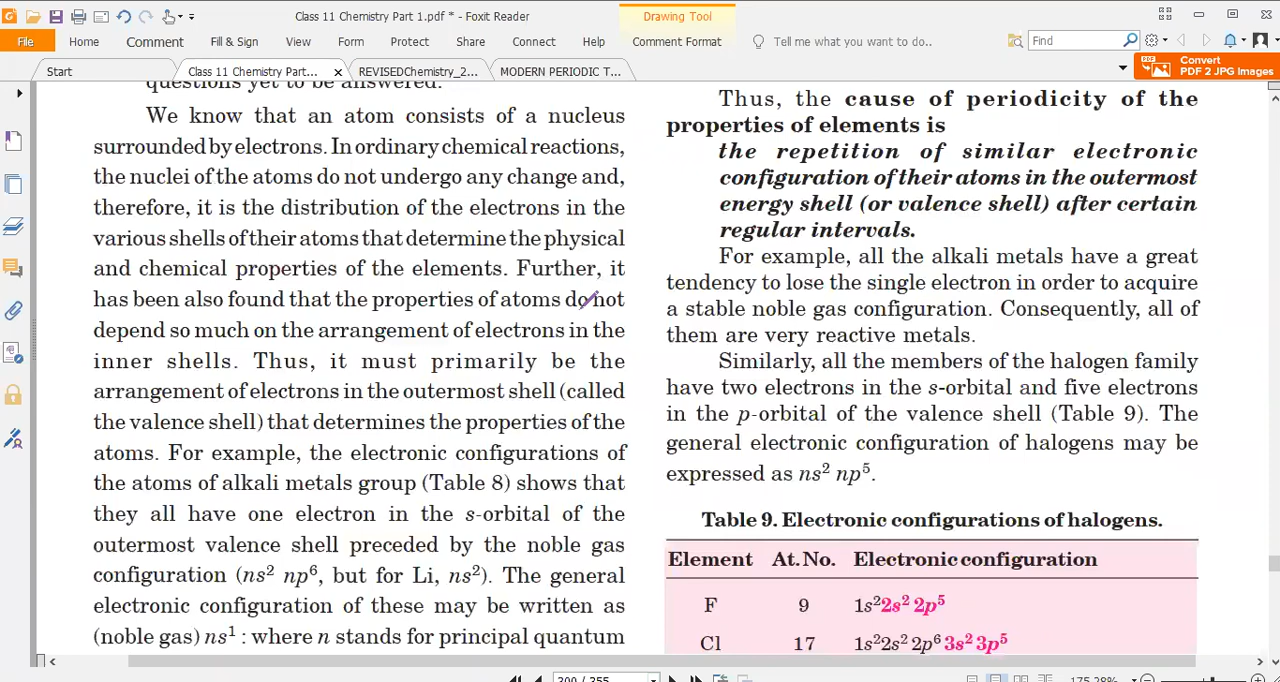 Class 11 Chemistry Part 1.pdf * - Foxit Reader
Drawing Tool
File
Home
Comment
Fill & Sign
View
Form
Protect
Share
Connect
Help
Comment Format
Tell me what you want to do..
Find
Start
Class 11 Chemistry Part...
REVISEDChemistry_2...
MODERN PERIODIC T...
Convert
PDF 2 JPG Images
questions yet to be answered.
We know that an atom consists of a nucleus
surrounded by electrons. In ordinary chemical reactions,
the nuclei of the atoms do not undergo any change and,
therefore, it is the distribution of the electrons in the
various shells of their atoms that determine the physical
and chemical properties of the elements. Further, it
has been also found that the properties of atoms do not
depend so much on the arrangement of electrons in the
inner shells. Thus, it must primarily be the
arrangement of electrons in the outermost shell (called
the valence shell) that determines the properties of the
atoms. For example, the electronic configurations of
the atoms of alkali metals group (Table 8) shows that
they all have one electron in the s-orbital of the
outermost valence shell preceded by the noble gas
configuration (ns² np⁶, but for Li, ns²). The general
electronic configuration of these may be written as
(noble gas) ns¹ : where n stands for principal quantum
Thus, the cause of periodicity of the
properties of elements is
the repetition of similar electronic
configuration of their atoms in the outermost
energy shell (or valence shell) after certain
regular intervals.
For example, all the alkali metals have a great
tendency to lose the single electron in order to acquire
a stable noble gas configuration. Consequently, all of
them are very reactive metals.
Similarly, all the members of the halogen family
have two electrons in the s-orbital and five electrons
in the p-orbital of the valence shell (Table 9). The
general electronic configuration of halogens may be
expressed as ns² np⁵.
Table 9. Electronic configurations of halogens.
Element At. No. Electronic configuration
F 9 1s² 2s² 2p⁵
Cl 17 1s² 2s² 2p⁶ 3s² 3p⁵
300 / 355
175.28%